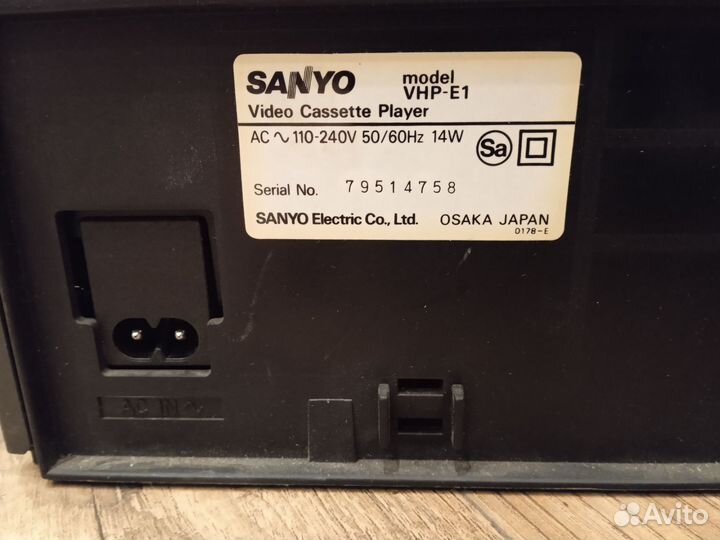 SANYO
model
VHP-E1
Video Cassette Player
AC ∿ 110-240V 50/60Hz 14W
Sa
Serial No. 79514758
SANYO Electric Co., Ltd. OSAKA JAPAN
0178-E
AC IN ∿
Avito